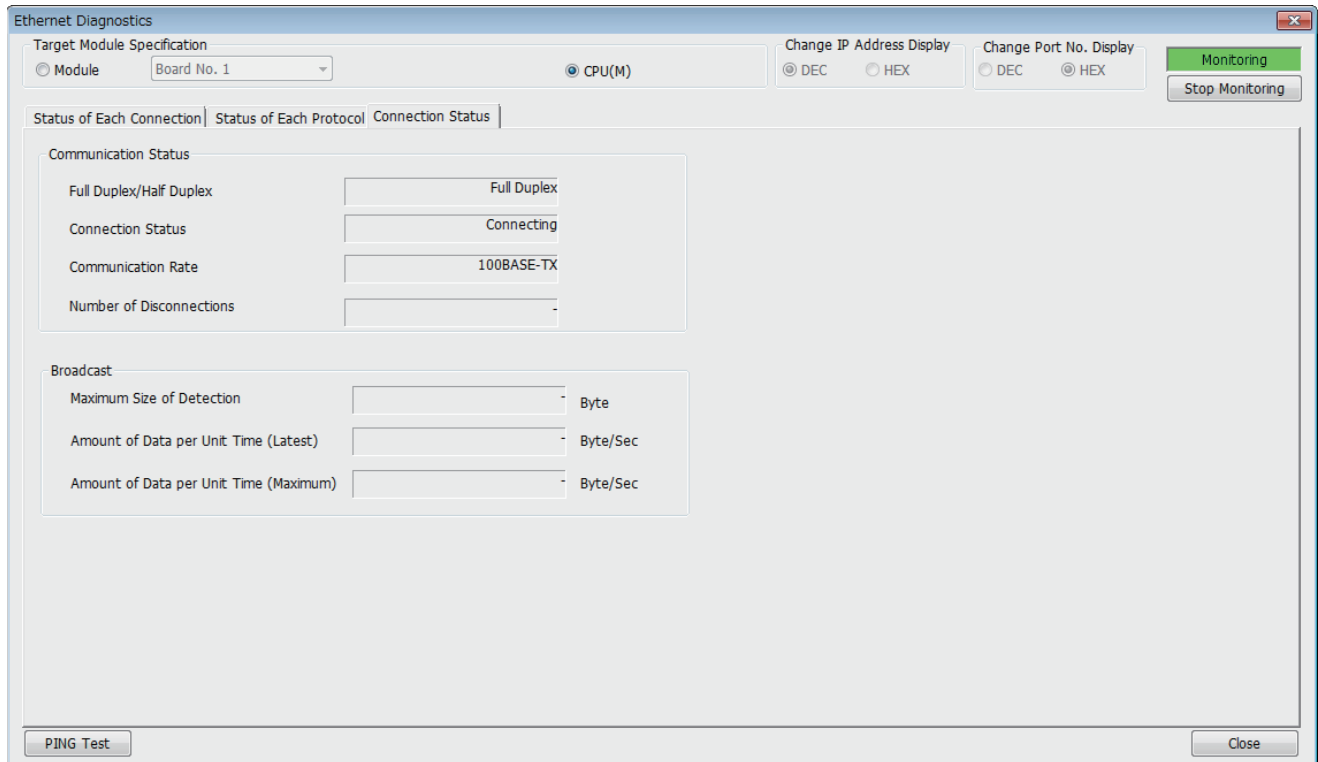 Ethernet Diagnostics
Target Module Specification
Module Board No. 1 CPU(M)
Change IP Address Display
DEC HEX
Change Port No. Display
DEC HEX
Monitoring
Stop Monitoring
Status of Each Connection Status of Each Protocol Connection Status
Communication Status
Full Duplex/Half Duplex Full Duplex
Connection Status Connecting
Communication Rate 100BASE-TX
Number of Disconnections -
Broadcast
Maximum Size of Detection - Byte
Amount of Data per Unit Time (Latest) - Byte/Sec
Amount of Data per Unit Time (Maximum) - Byte/Sec
PING Test Close